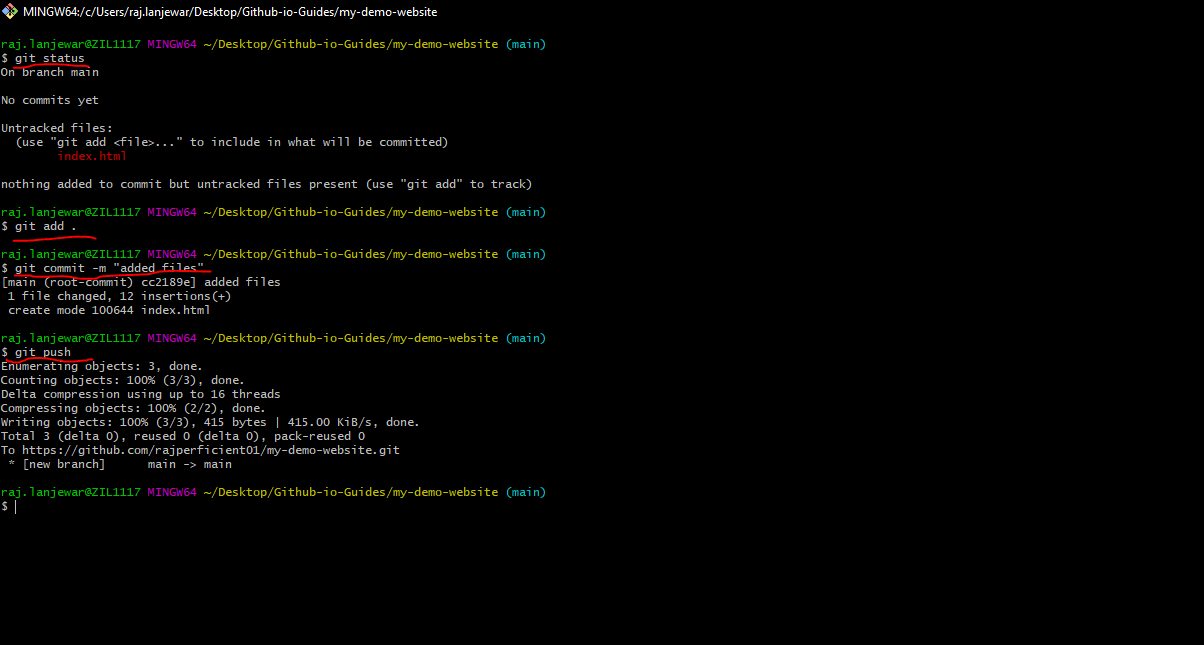 MINGW64:/c/Users/raj.lanjewar/Desktop/Github-io-Guides/my-demo-website
raj.lanjewar@ZIL1117 MINGW64 ~/Desktop/Github-io-Guides/my-demo-website (main)
$ git status
On branch main
No commits yet
Untracked files:
  (use "git add <file>..." to include in what will be committed)
        index.html
nothing added to commit but untracked files present (use "git add" to track)
raj.lanjewar@ZIL1117 MINGW64 ~/Desktop/Github-io-Guides/my-demo-website (main)
$ git add .
raj.lanjewar@ZIL1117 MINGW64 ~/Desktop/Github-io-Guides/my-demo-website (main)
$ git commit -m "added files"
[main (root-commit) cc2189e] added files
 1 file changed, 12 insertions(+)
 create mode 100644 index.html
raj.lanjewar@ZIL1117 MINGW64 ~/Desktop/Github-io-Guides/my-demo-website (main)
$ git push
Enumerating objects: 3, done.
Counting objects: 100% (3/3), done.
Delta compression using up to 16 threads
Compressing objects: 100% (2/2), done.
Writing objects: 100% (3/3), 415 bytes | 415.00 KiB/s, done.
Total 3 (delta 0), reused 0 (delta 0), pack-reused 0
To https://github.com/rajperficient01/my-demo-website.git
 * [new branch]      main -> main
raj.lanjewar@ZIL1117 MINGW64 ~/Desktop/Github-io-Guides/my-demo-website (main)
$